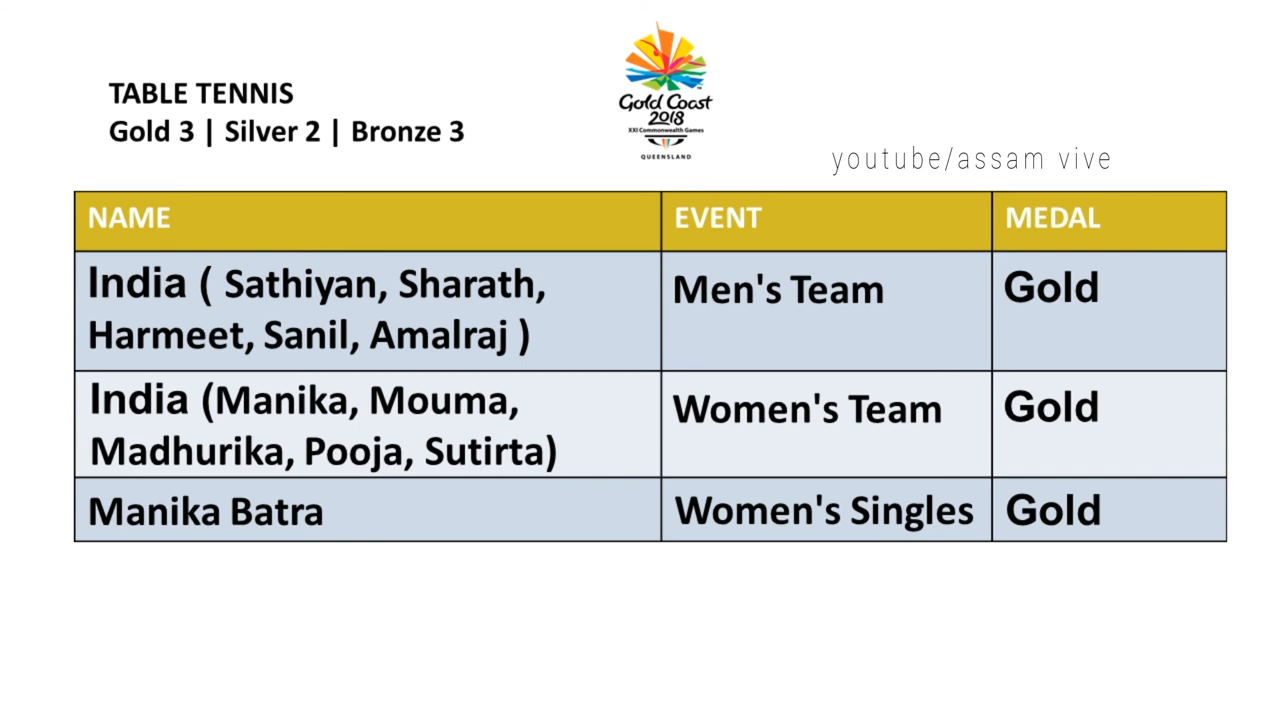 TABLE TENNIS
Gold 3 | Silver 2 | Bronze 3
Gold Coast
2018
XXI Commonwealth Games
QUEENSLAND
youtube/assam vive
NAME EVENT MEDAL
India ( Sathiyan, Sharath, Men's Team Gold
Harmeet, Sanil, Amalraj )
India (Manika, Mouma, Women's Team Gold
Madhurika, Pooja, Sutirta)
Manika Batra Women's Singles Gold